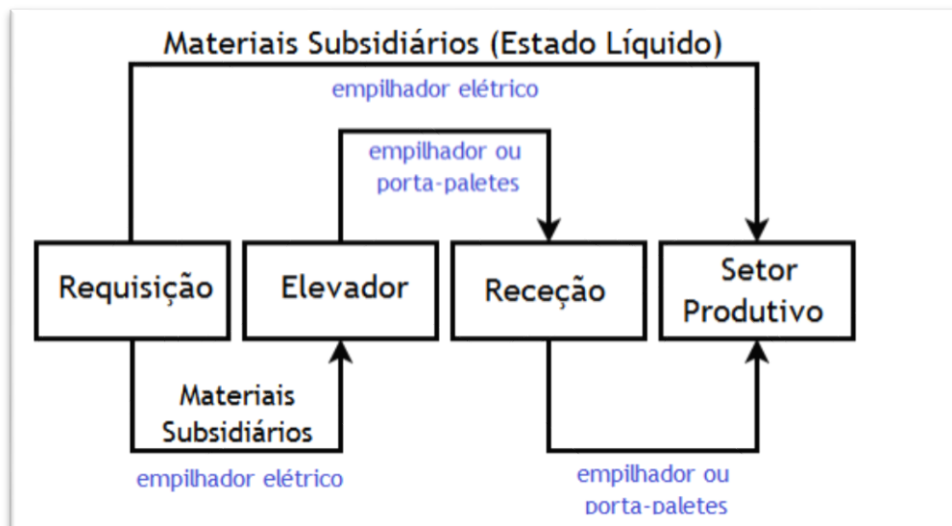 Materiais Subsidiários (Estado Líquido)
empilhador elétrico
empilhador ou
porta-paletes
Requisição
Elevador
Receção
Setor
Produtivo
Materiais
Subsidiários
empilhador elétrico
empilhador ou
porta-paletes